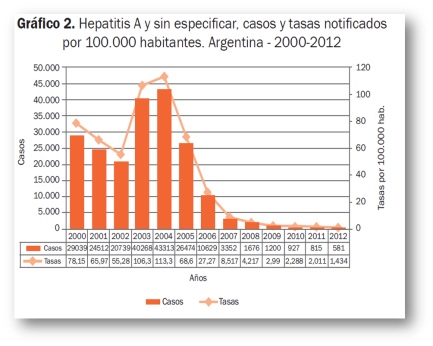 Gráfico 2. Hepatitis A y sin especificar, casos y tasas notificados
por 100.000 habitantes. Argentina - 2000-2012
50.000 120
45.000
40.000 100
35.000
30.000 80
25.000 60
20.000
15.000 40
10.000 20
5.000
0 0
Casos
Tasas por 100.000 hab.
2000 2001 2002 2003 2004 2005 2006 2007 2008 2009 2010 2011 2012
Casos 29039 24512 20739 40268 43313 26474 10629 3352 1676 1200 927 815 581
Tasas 78,15 65,97 55,28 106,3 113,3 68,6 27,27 8,517 4,217 2,99 2,288 2,011 1,434
Años
Casos Tasas